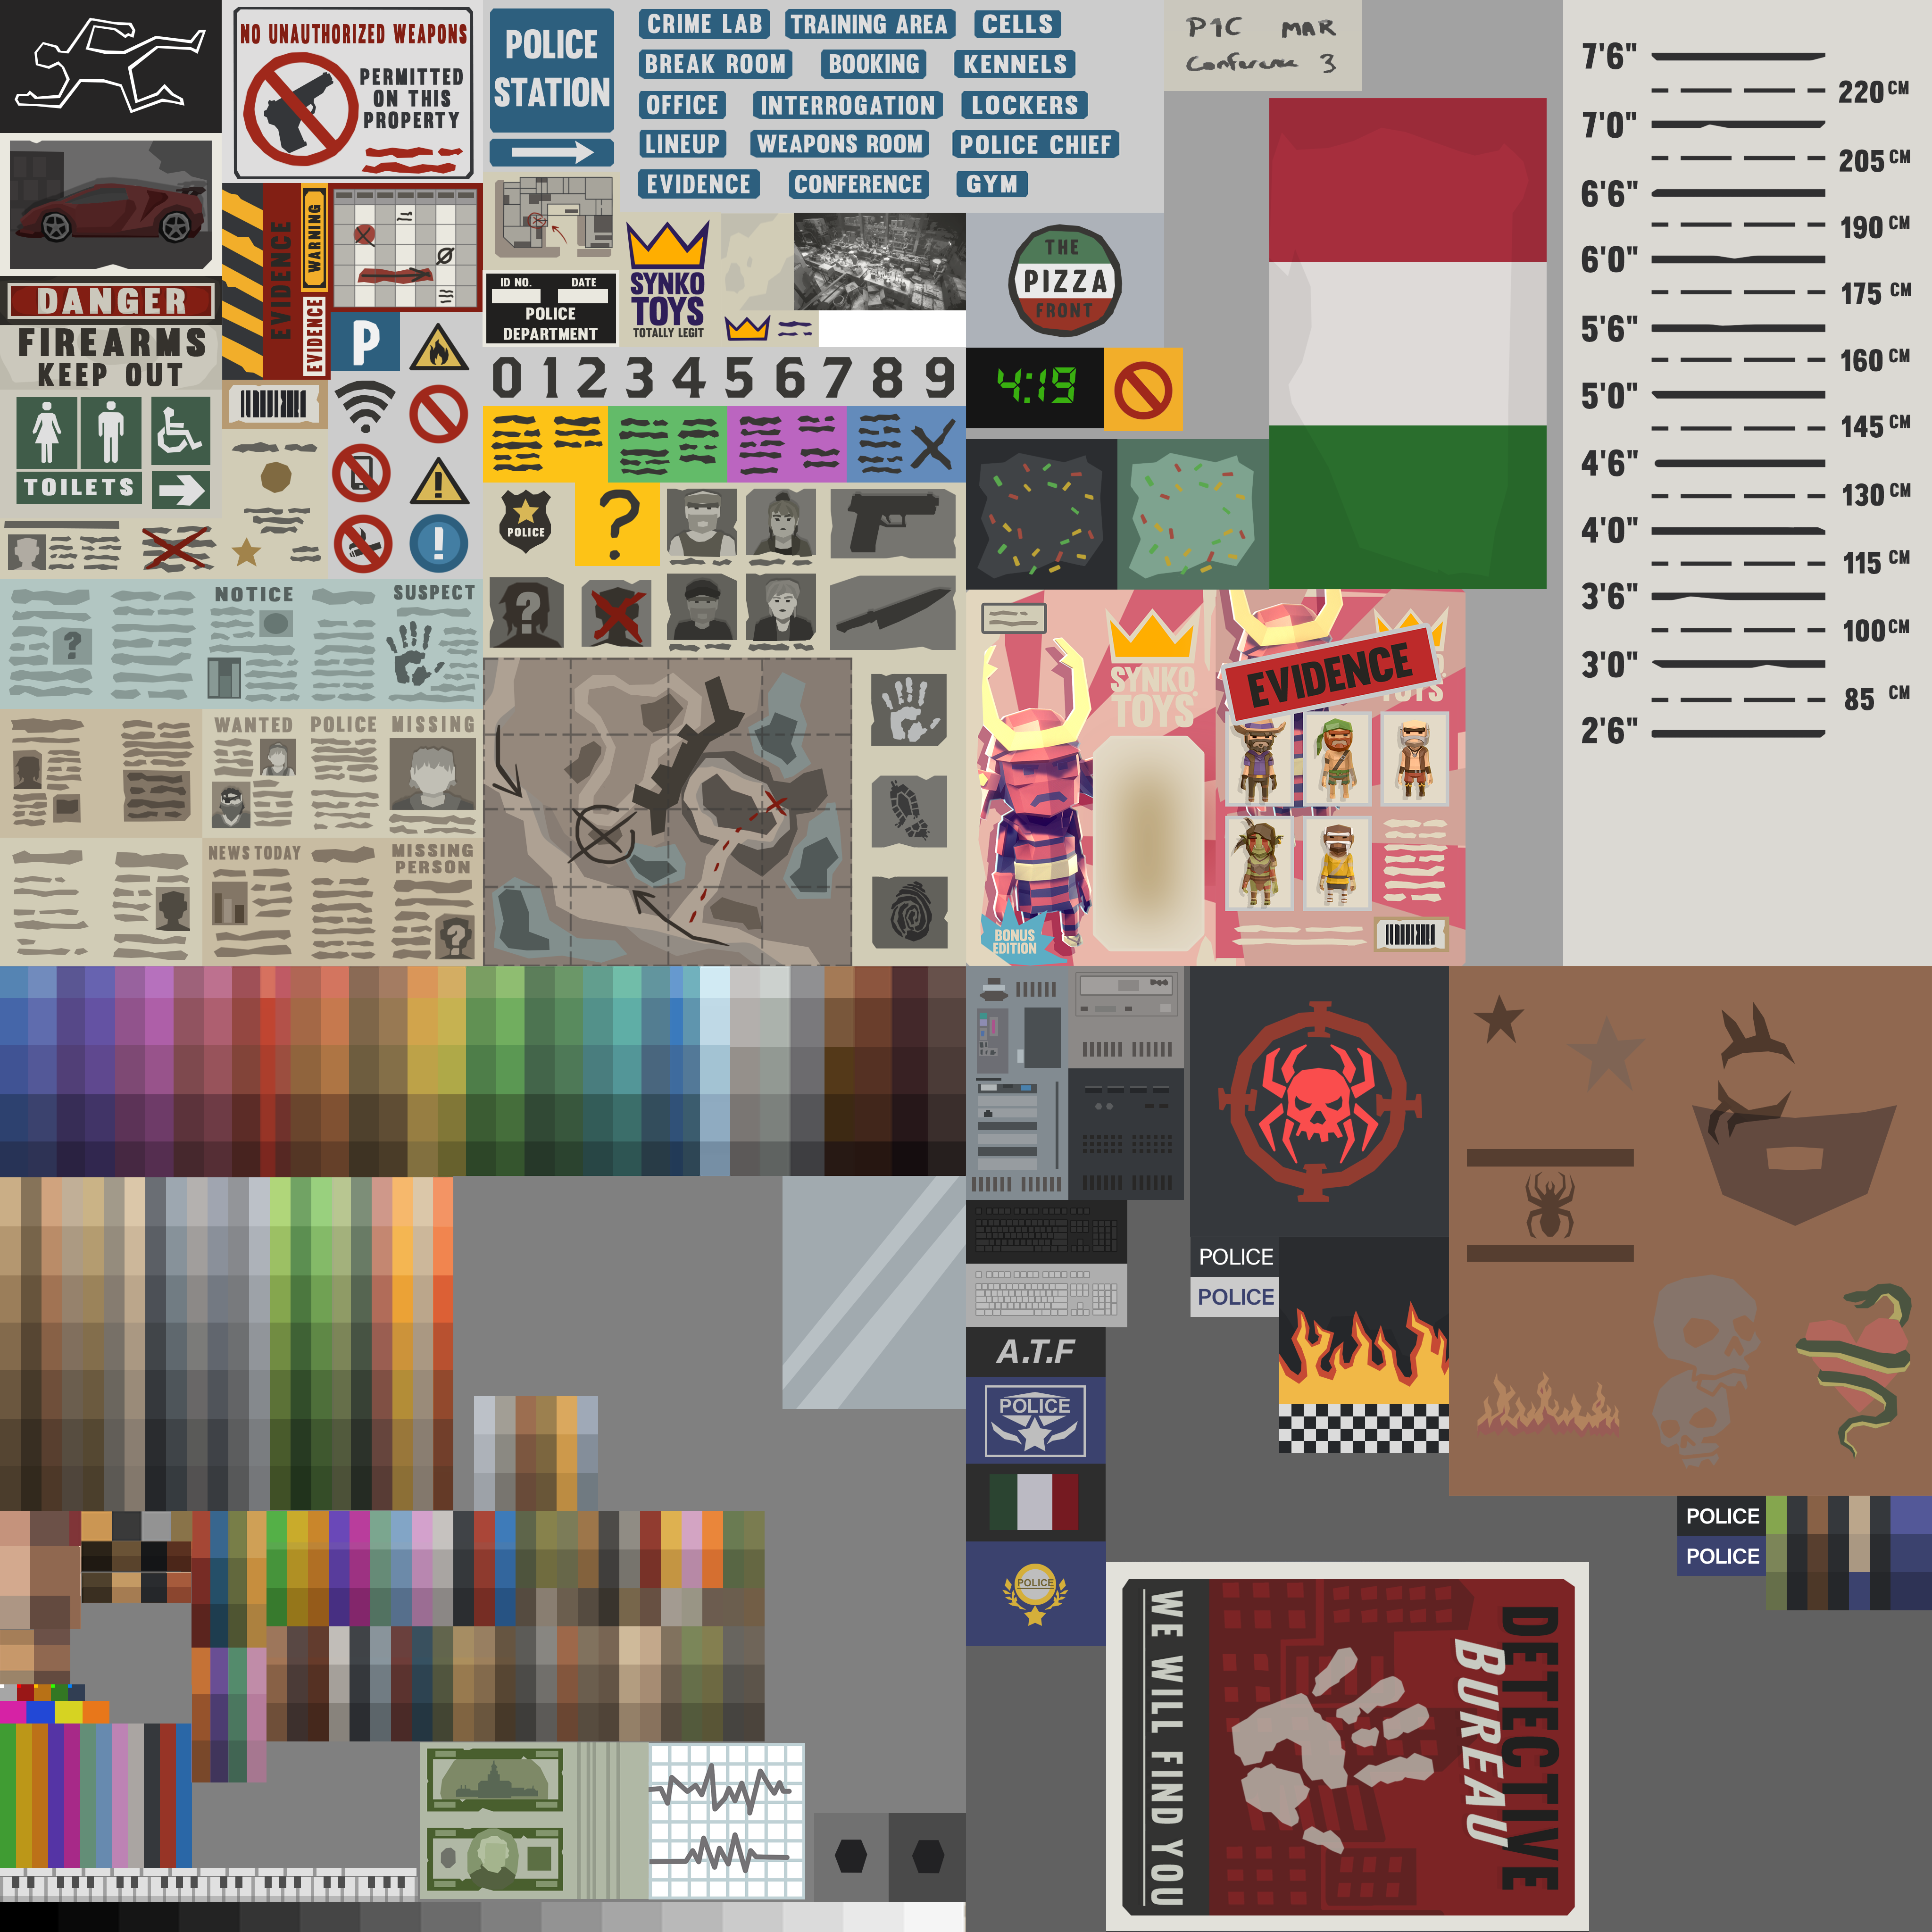 NO UNAUTHORIZED WEAPONS
PERMITTED
ON THIS
PROPERTY
POLICE
STATION
CRIME LAB
TRAINING AREA
CELLS
BREAK ROOM
BOOKING
KENNELS
OFFICE
INTERROGATION
LOCKERS
LINEUP
WEAPONS ROOM
POLICE CHIEF
EVIDENCE
CONFERENCE
GYM
P1C MAR
Conference 3
7'6"
220 CM
7'0"
205 CM
6'6"
190 CM
6'0"
175 CM
5'6"
160 CM
5'0"
145 CM
4'6"
130 CM
4'0"
115 CM
3'6"
100 CM
3'0"
85 CM
2'6"
EVIDENCE
WARNING
EVIDENCE
DANGER
FIREARMS
KEEP OUT
P
TOILETS
ID NO. DATE
POLICE
DEPARTMENT
SYNKO
TOYS
TOTALLY LEGIT
THE
PIZZA
FRONT
4:19
0 1 2 3 4 5 6 7 8 9
!
!
POLICE
?
?
NOTICE
SUSPECT
?
WANTED
POLICE
MISSING
NEWS TODAY
MISSING
PERSON
?
SYNKO
TOYS
EVIDENCE
TOYS
BONUS
EDITION
POLICE
POLICE
A.T.F
POLICE
POLICE
POLICE
POLICE
DETECTIVE
BUREAU
WE WILL FIND YOU